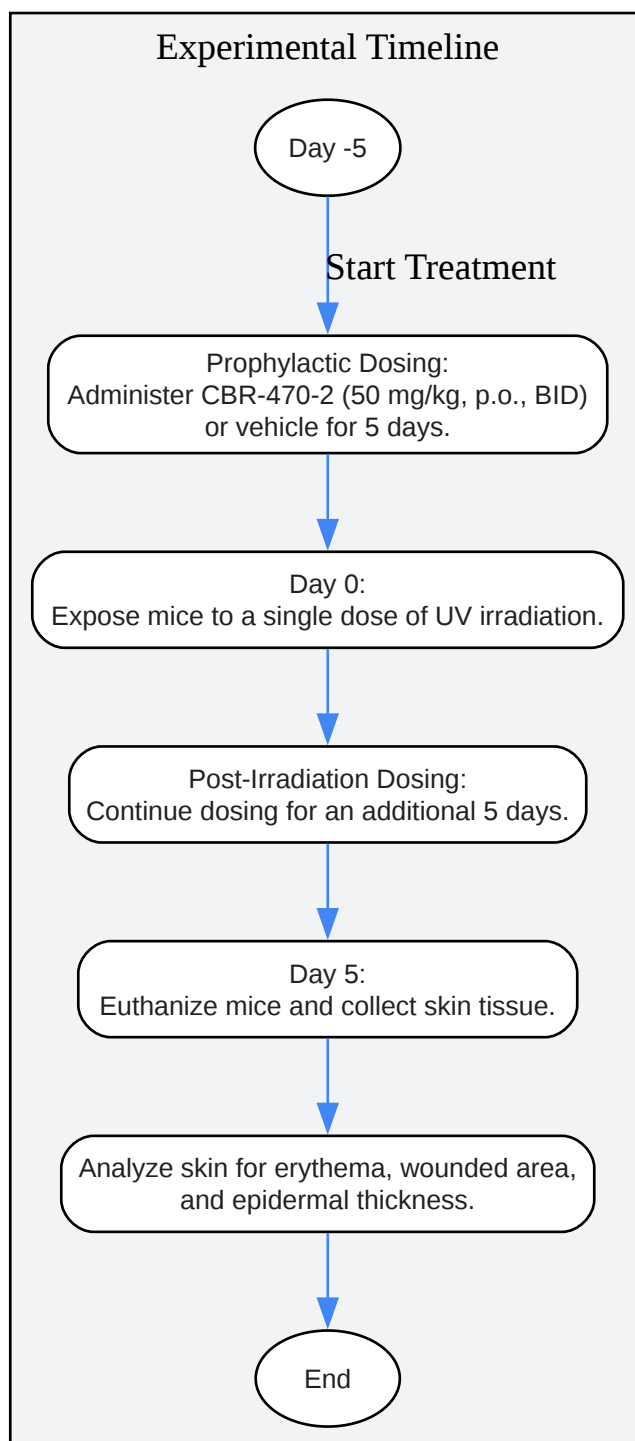 Experimental Timeline
Day -5
Start Treatment
Prophylactic Dosing:
Administer CBR-470-2 (50 mg/kg, p.o., BID)
or vehicle for 5 days.
Day 0:
Expose mice to a single dose of UV irradiation.
Post-Irradiation Dosing:
Continue dosing for an additional 5 days.
Day 5:
Euthanize mice and collect skin tissue.
Analyze skin for erythema, wounded area,
and epidermal thickness.
End